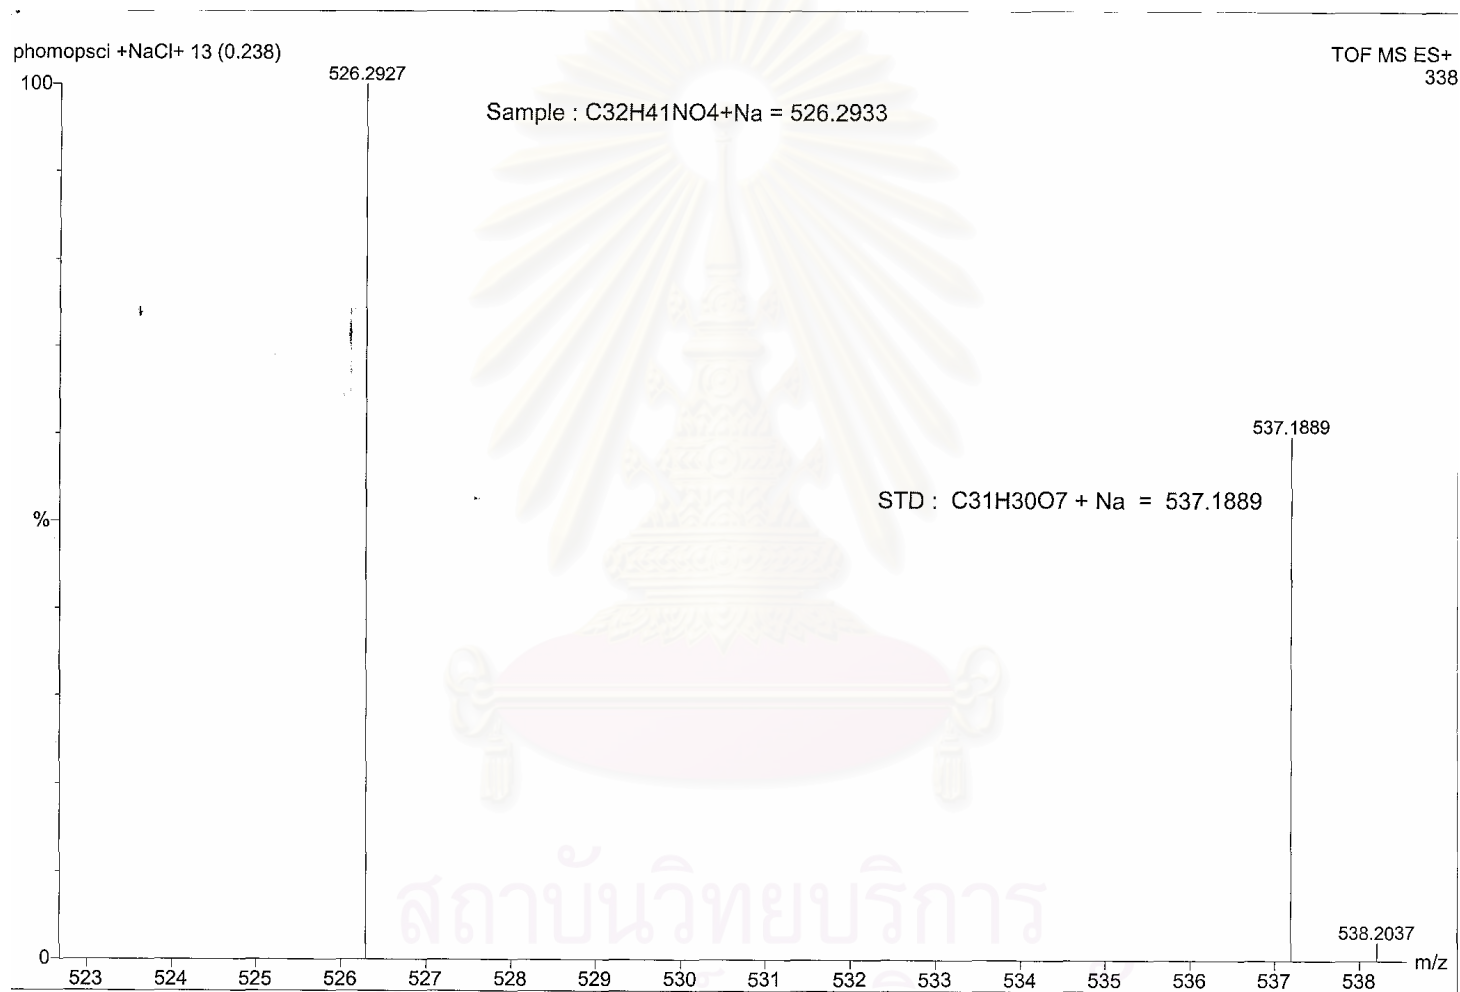 phomopsci +NaCl+ 13 (0.238)
TOF MS ES+
338
100
526.2927
Sample : C32H41NO4+Na = 526.2933
537.1889
STD : C31H30O7 + Na = 537.1889
%
538.2037
0
523 524 525 526 527 528 529 530 531 532 533 534 535 536 537 538
m/z
สถาบันวิทยบริการ